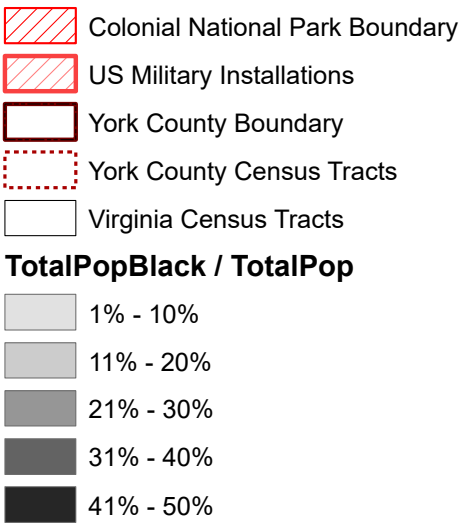 Colonial National Park Boundary
US Military Installations
York County Boundary
York County Census Tracts
Virginia Census Tracts
TotalPopBlack / TotalPop
1% - 10%
11% - 20%
21% - 30%
31% - 40%
41% - 50%